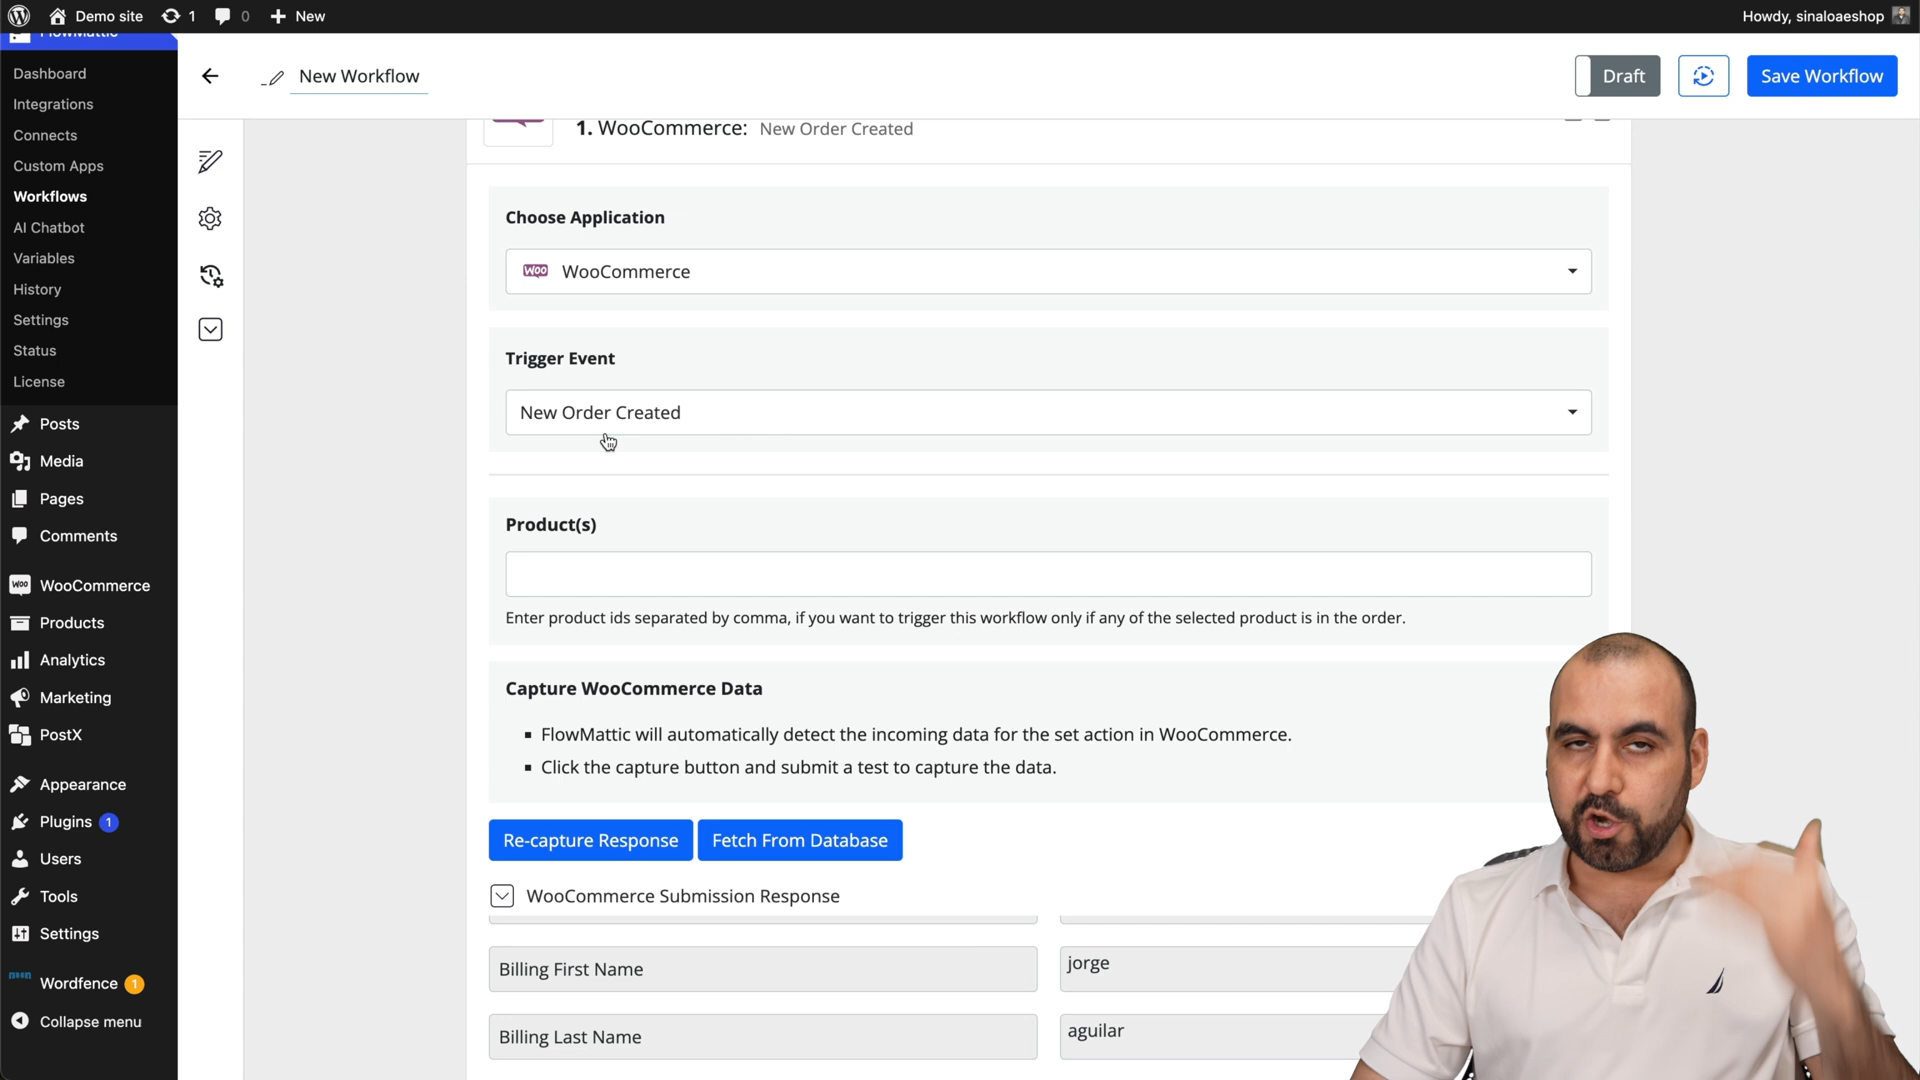 Demo site
1
0
New
Howdy, sinaloaeshop
FlowMattic
Dashboard
Integrations
Connects
Custom Apps
Workflows
AI Chatbot
Variables
History
Settings
Status
License
Posts
Media
Pages
Comments
WOO
WooCommerce
Products
Analytics
Marketing
PostX
Appearance
Plugins 1
Users
Tools
Settings
Wordfence 1
Collapse menu
New Workflow
Draft
Save Workflow
1. WooCommerce: New Order Created
Choose Application
WOO
WooCommerce
Trigger Event
New Order Created
Product(s)
Enter product ids separated by comma, if you want to trigger this workflow only if any of the selected product is in the order.
Capture WooCommerce Data
▪ FlowMattic will automatically detect the incoming data for the set action in WooCommerce.
▪ Click the capture button and submit a test to capture the data.
Re-capture Response
Fetch From Database
WooCommerce Submission Response
Billing First Name
jorge
Billing Last Name
aguilar